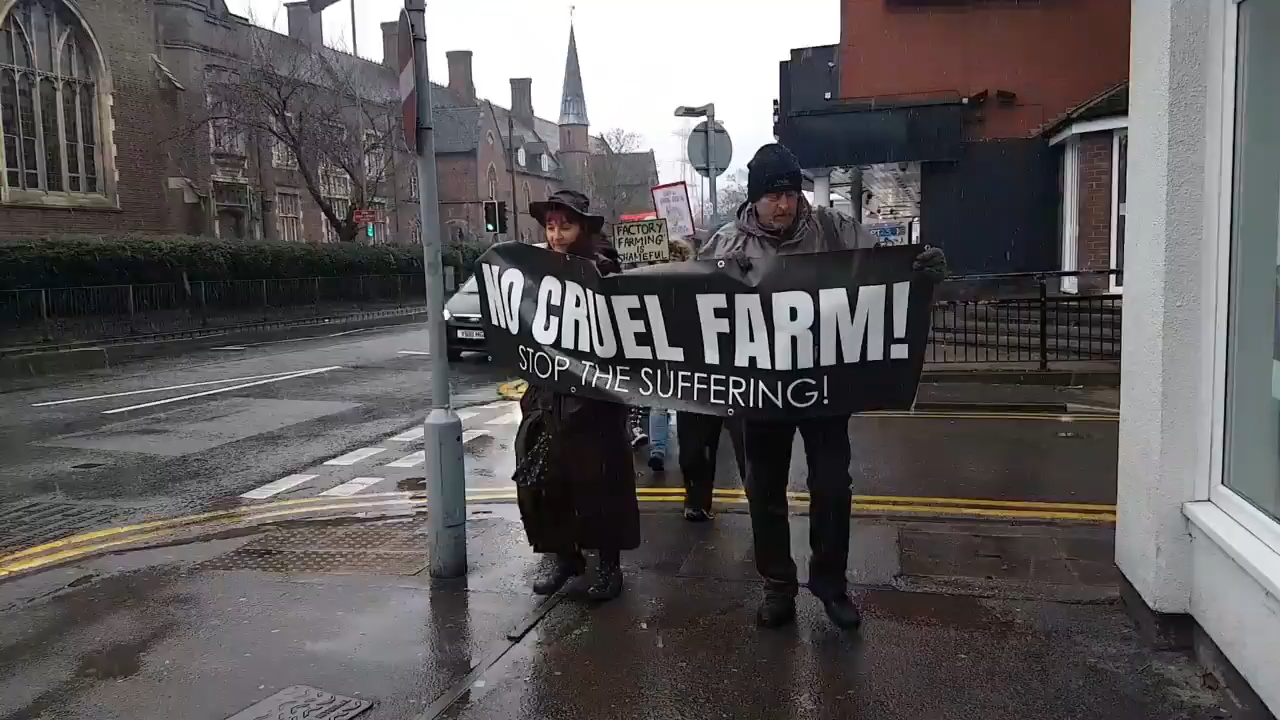 FACTORY
FARMING
IS
SHAMEFUL
NO CRUEL FARM!
STOP THE SUFFERING!